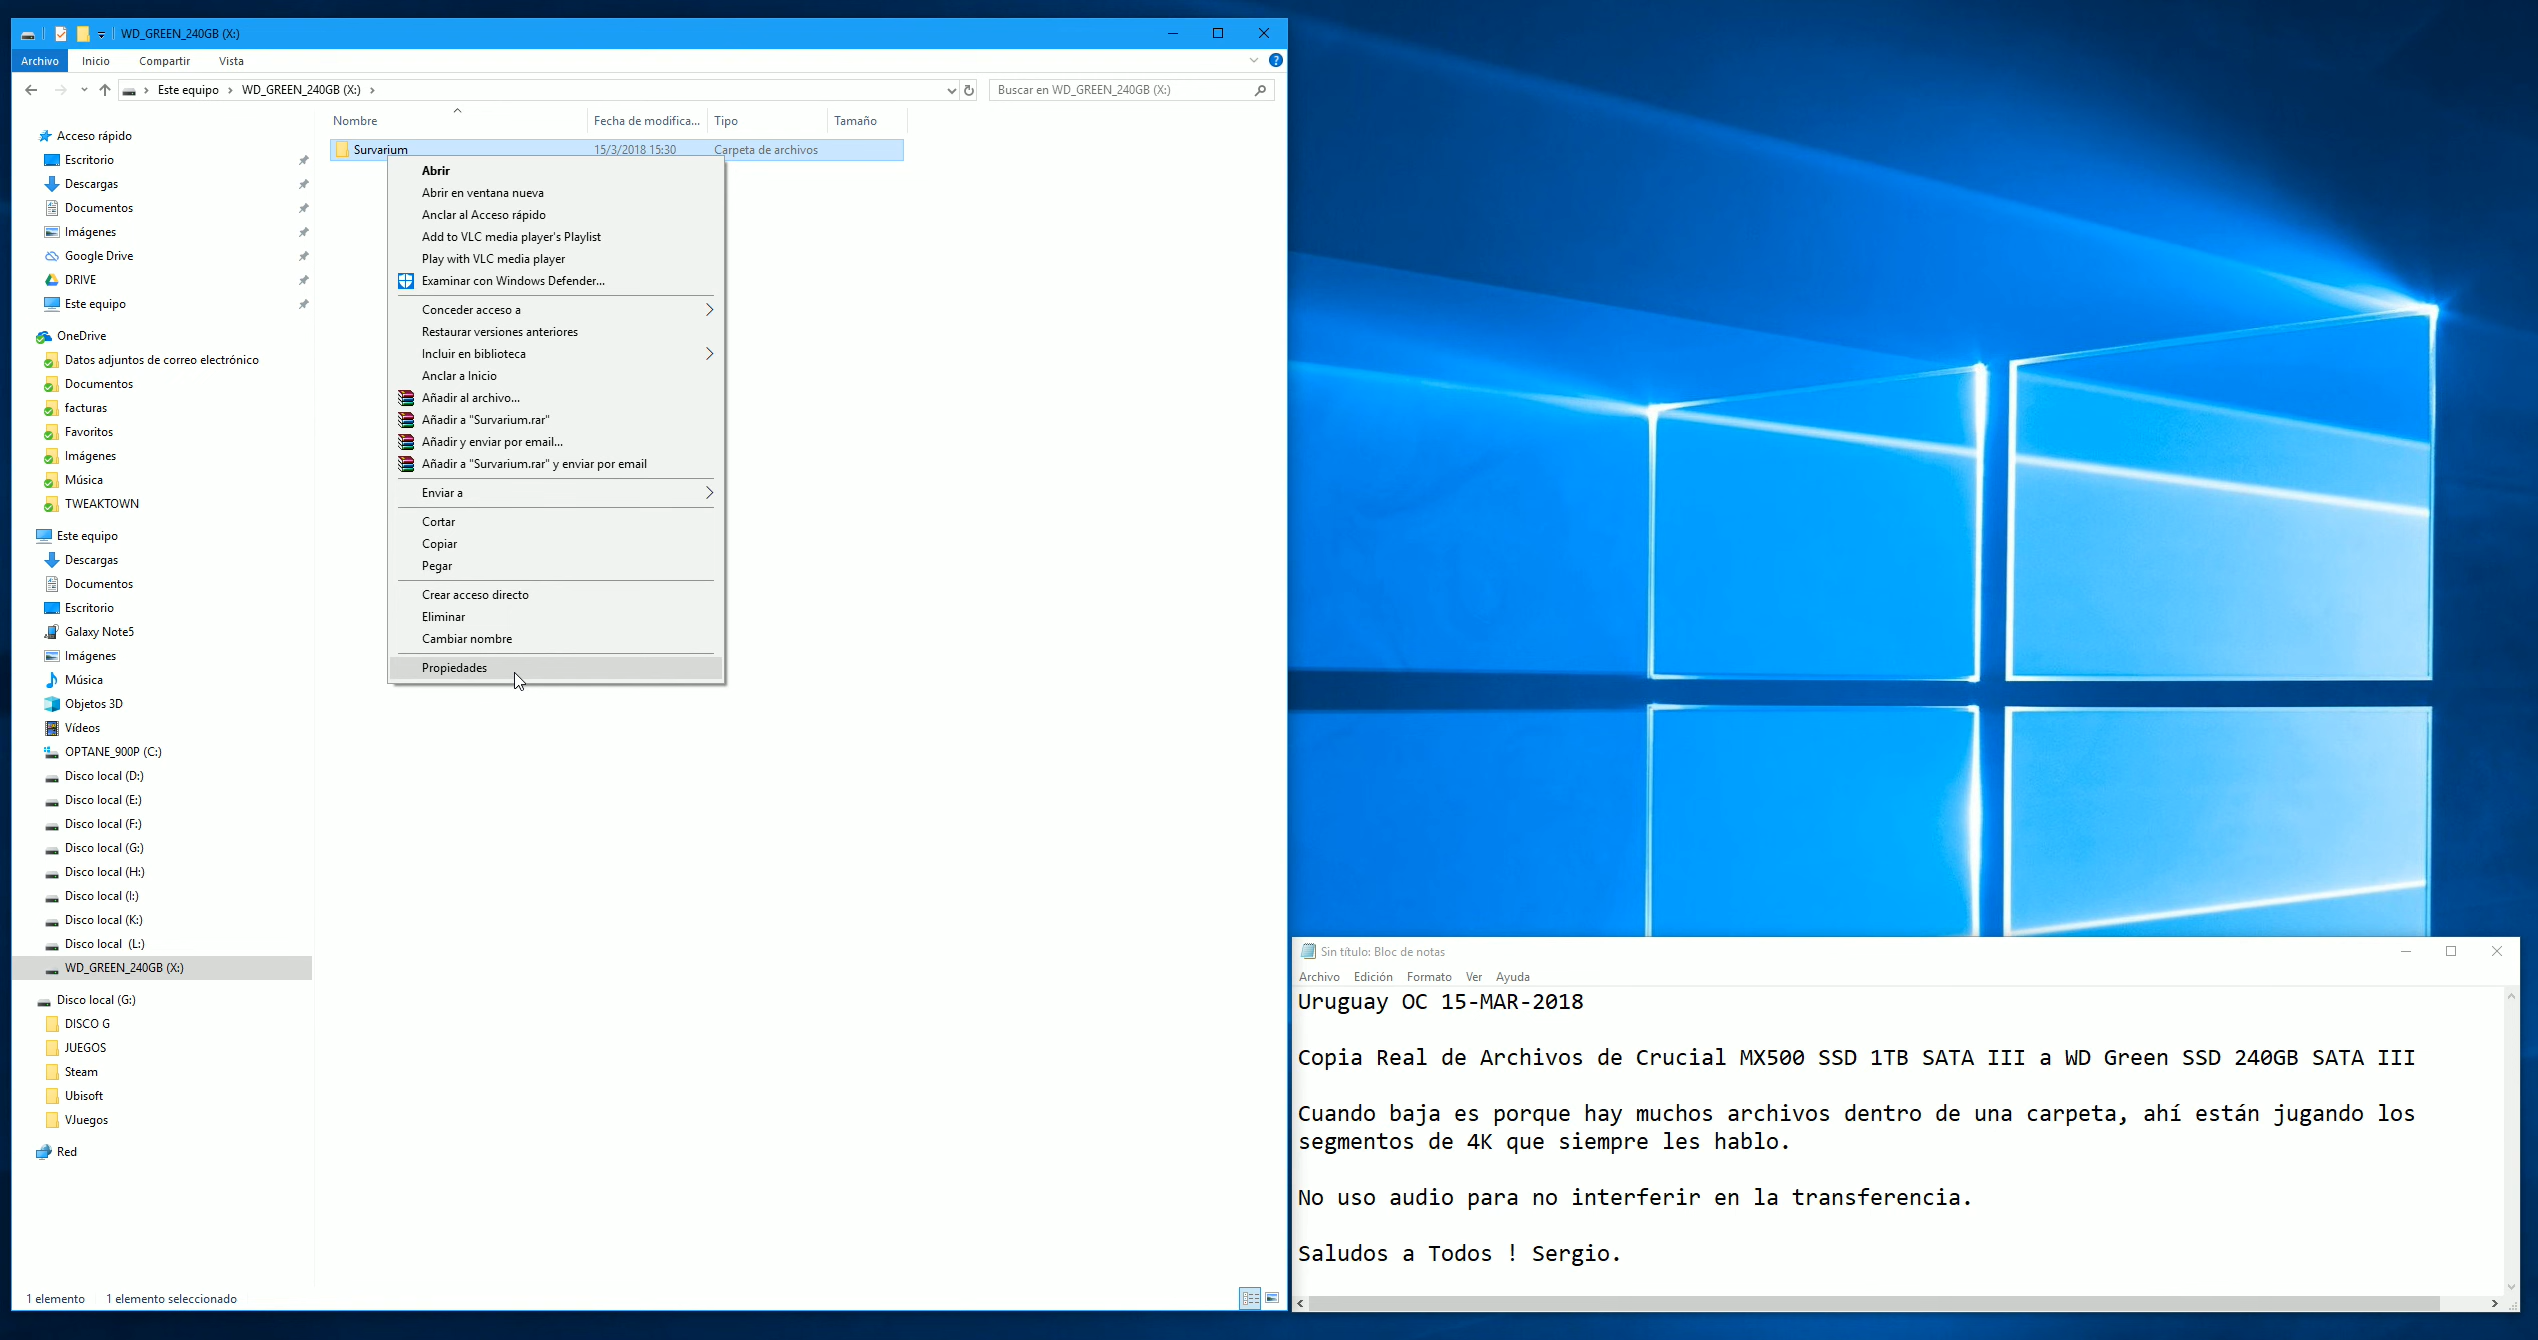 WD_GREEN_240GB (X:)
Archivo Inicio Compartir Vista
Este equipo WD_GREEN_240GB (X:)
Buscar en WD_GREEN_240GB (X:)
Nombre Fecha de modifica... Tipo Tamaño
Survarium 15/3/2018 15:30 Carpeta de archivos
Acceso rápido
Escritorio
Descargas
Documentos
Imágenes
Google Drive
DRIVE
Este equipo
OneDrive
Datos adjuntos de correo electrónico
Documentos
facturas
Favoritos
Imágenes
Música
TWEAKTOWN
Este equipo
Descargas
Documentos
Escritorio
Galaxy Note5
Imágenes
Música
Objetos 3D
Vídeos
OPTANE_900P (C:)
Disco local (D:)
Disco local (E:)
Disco local (F:)
Disco local (G:)
Disco local (H:)
Disco local (I:)
Disco local (K:)
Disco local (L:)
WD_GREEN_240GB (X:)
Disco local (G:)
DISCO G
JUEGOS
Steam
Ubisoft
VJuegos
Red
Abrir
Abrir en ventana nueva
Anclar al Acceso rápido
Add to VLC media player's Playlist
Play with VLC media player
Examinar con Windows Defender...
Conceder acceso a
Restaurar versiones anteriores
Incluir en biblioteca
Anclar a Inicio
Añadir al archivo...
Añadir a "Survarium.rar"
Añadir y enviar por email...
Añadir a "Survarium.rar" y enviar por email
Enviar a
Cortar
Copiar
Pegar
Crear acceso directo
Eliminar
Cambiar nombre
Propiedades
1 elemento 1 elemento seleccionado
Sin título: Bloc de notas
Archivo Edición Formato Ver Ayuda
Uruguay OC 15-MAR-2018
Copia Real de Archivos de Crucial MX500 SSD 1TB SATA III a WD Green SSD 240GB SATA III
Cuando baja es porque hay muchos archivos dentro de una carpeta, ahí están jugando los
segmentos de 4K que siempre les hablo.
No uso audio para no interferir en la transferencia.
Saludos a Todos ! Sergio.